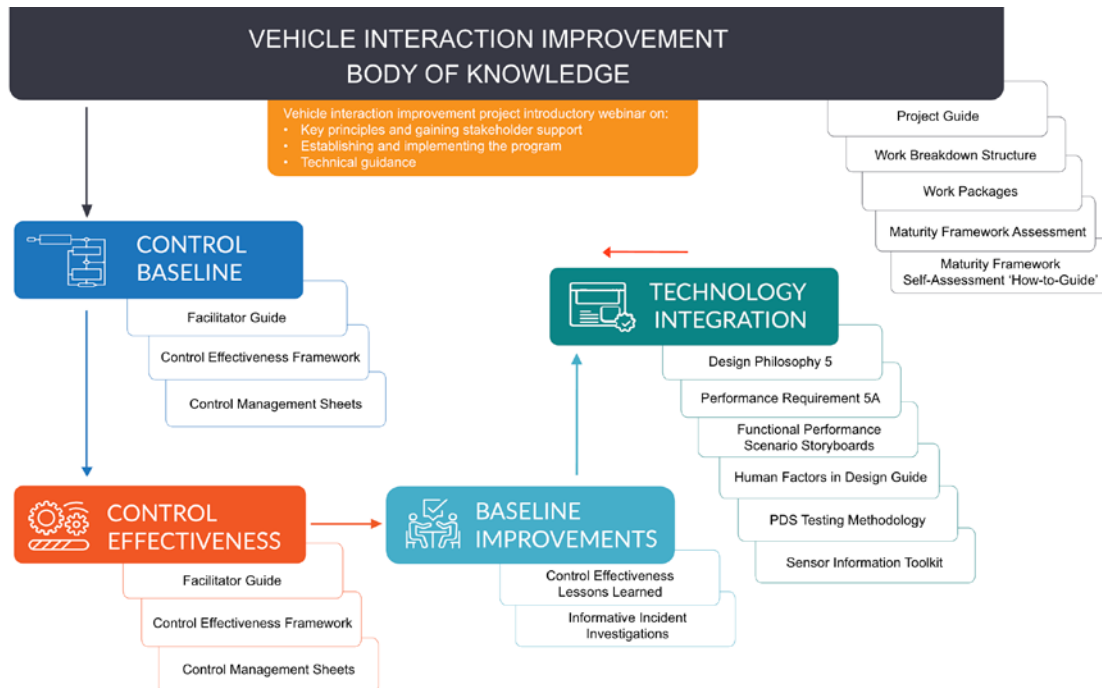 VEHICLE INTERACTION IMPROVEMENT
BODY OF KNOWLEDGE
Vehicle interaction improvement project introductory webinar on:
• Key principles and gaining stakeholder support
• Establishing and implementing the program
• Technical guidance
Project Guide
Work Breakdown Structure
Work Packages
Maturity Framework Assessment
Maturity Framework
Self-Assessment ‘How-to-Guide’
CONTROL
BASELINE
Facilitator Guide
Control Effectiveness Framework
Control Management Sheets
CONTROL
EFFECTIVENESS
Facilitator Guide
Control Effectiveness Framework
Control Management Sheets
BASELINE
IMPROVEMENTS
Control Effectiveness
Lessons Learned
Informative Incident
Investigations
TECHNOLOGY
INTEGRATION
Design Philosophy 5
Performance Requirement 5A
Functional Performance
Scenario Storyboards
Human Factors in Design Guide
PDS Testing Methodology
Sensor Information Toolkit